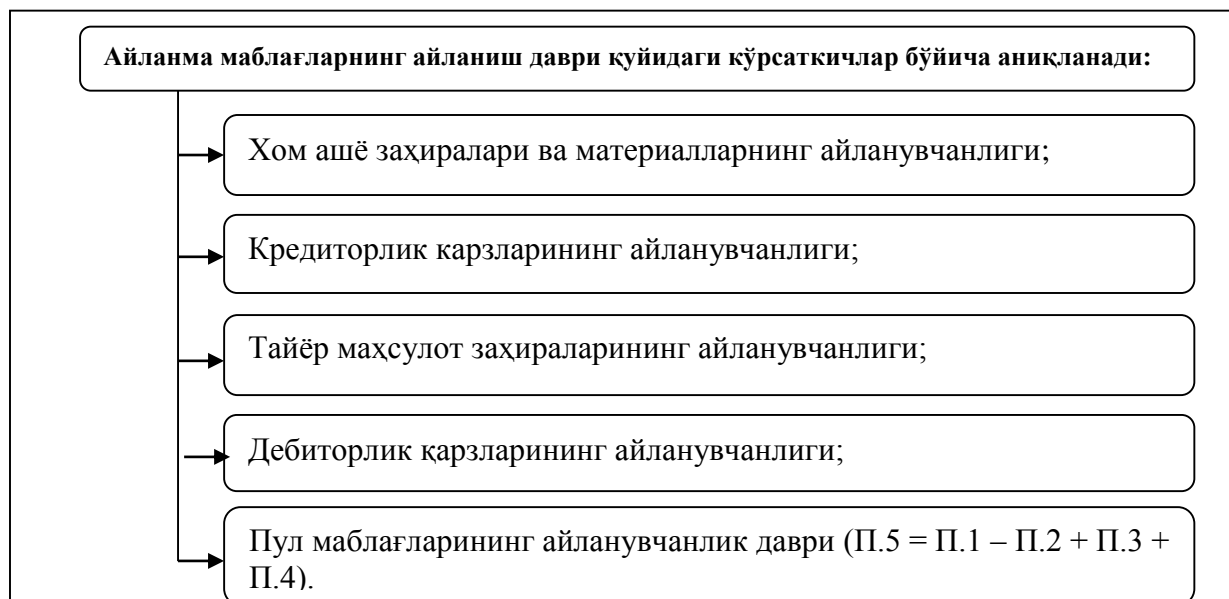 Айланма маблағларнинг айланиш даври қуйидаги кўрсаткичлар бўйича аниқланади:
Хом ашё заҳиралари ва материалларнинг айланувчанлиги;
Кредиторлик карзларининг айланувчанлиги;
Тайёр маҳсулот заҳираларининг айланувчанлиги;
Дебиторлик қарзларининг айланувчанлиги;
Пул маблағларининг айланувчанлик даври (П.5 = П.1 – П.2 + П.3 +
П.4).